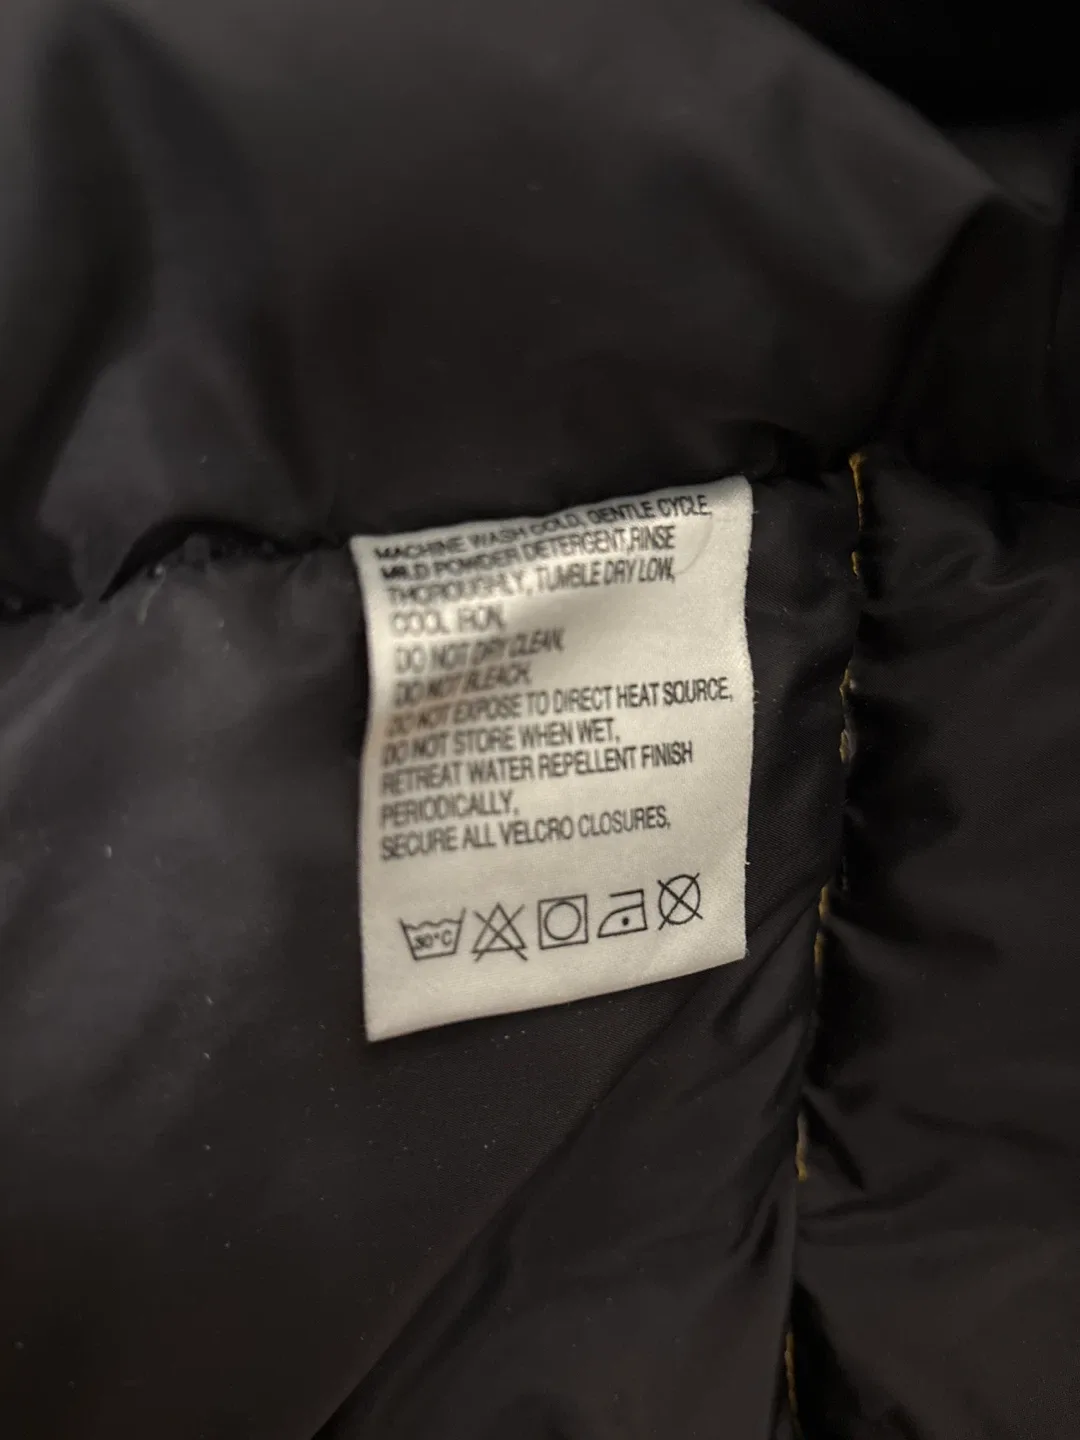 MACHINE WASH COLD, GENTLE CYCLE,
MILD POWDER DETERGENT,RINSE
THOROUGHLY, TUMBLE DRY LOW,
COOL IRON,
DO NOT DRY CLEAN,
DO NOT BLEACH,
DO NOT EXPOSE TO DIRECT HEAT SOURCE,
DO NOT STORE WHEN WET,
RETREAT WATER REPELLENT FINISH
PERIODICALLY,
SECURE ALL VELCRO CLOSURES,
30°C